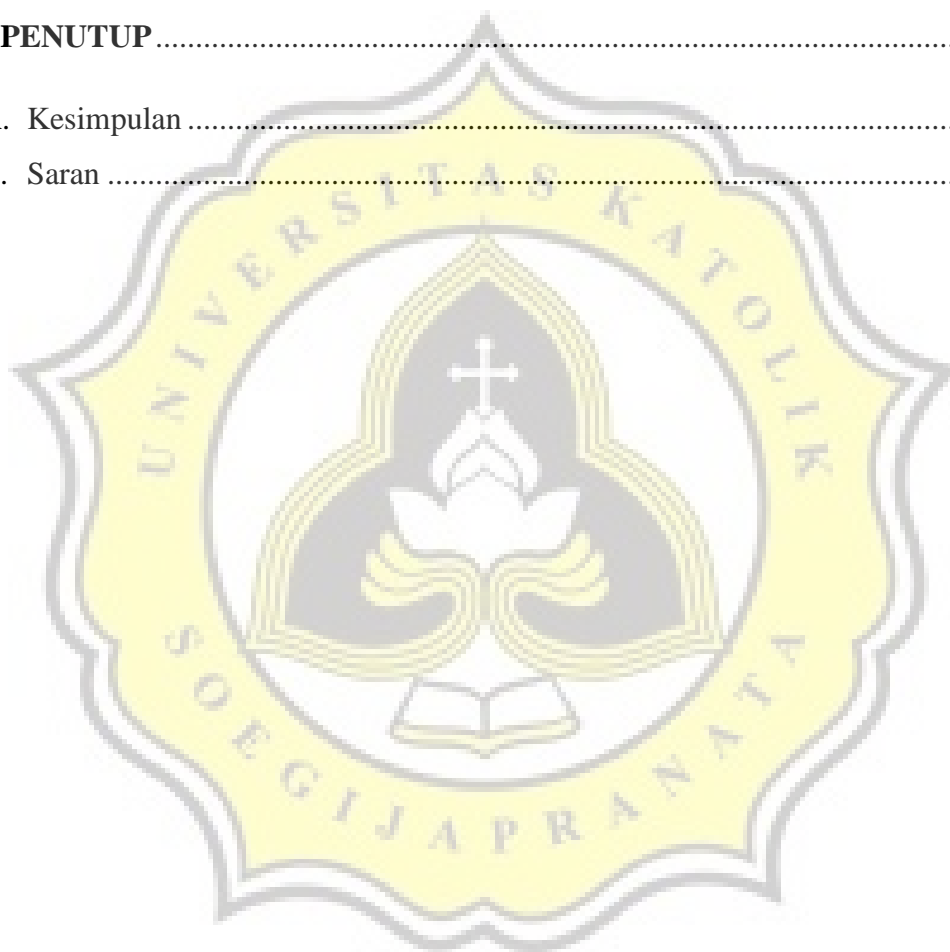 PENUTUP ................................................................
. Kesimpulan ................................................................
. Saran ................................................................
UNIVERSITAS KATOLIK
SOEGIJAPRANATA